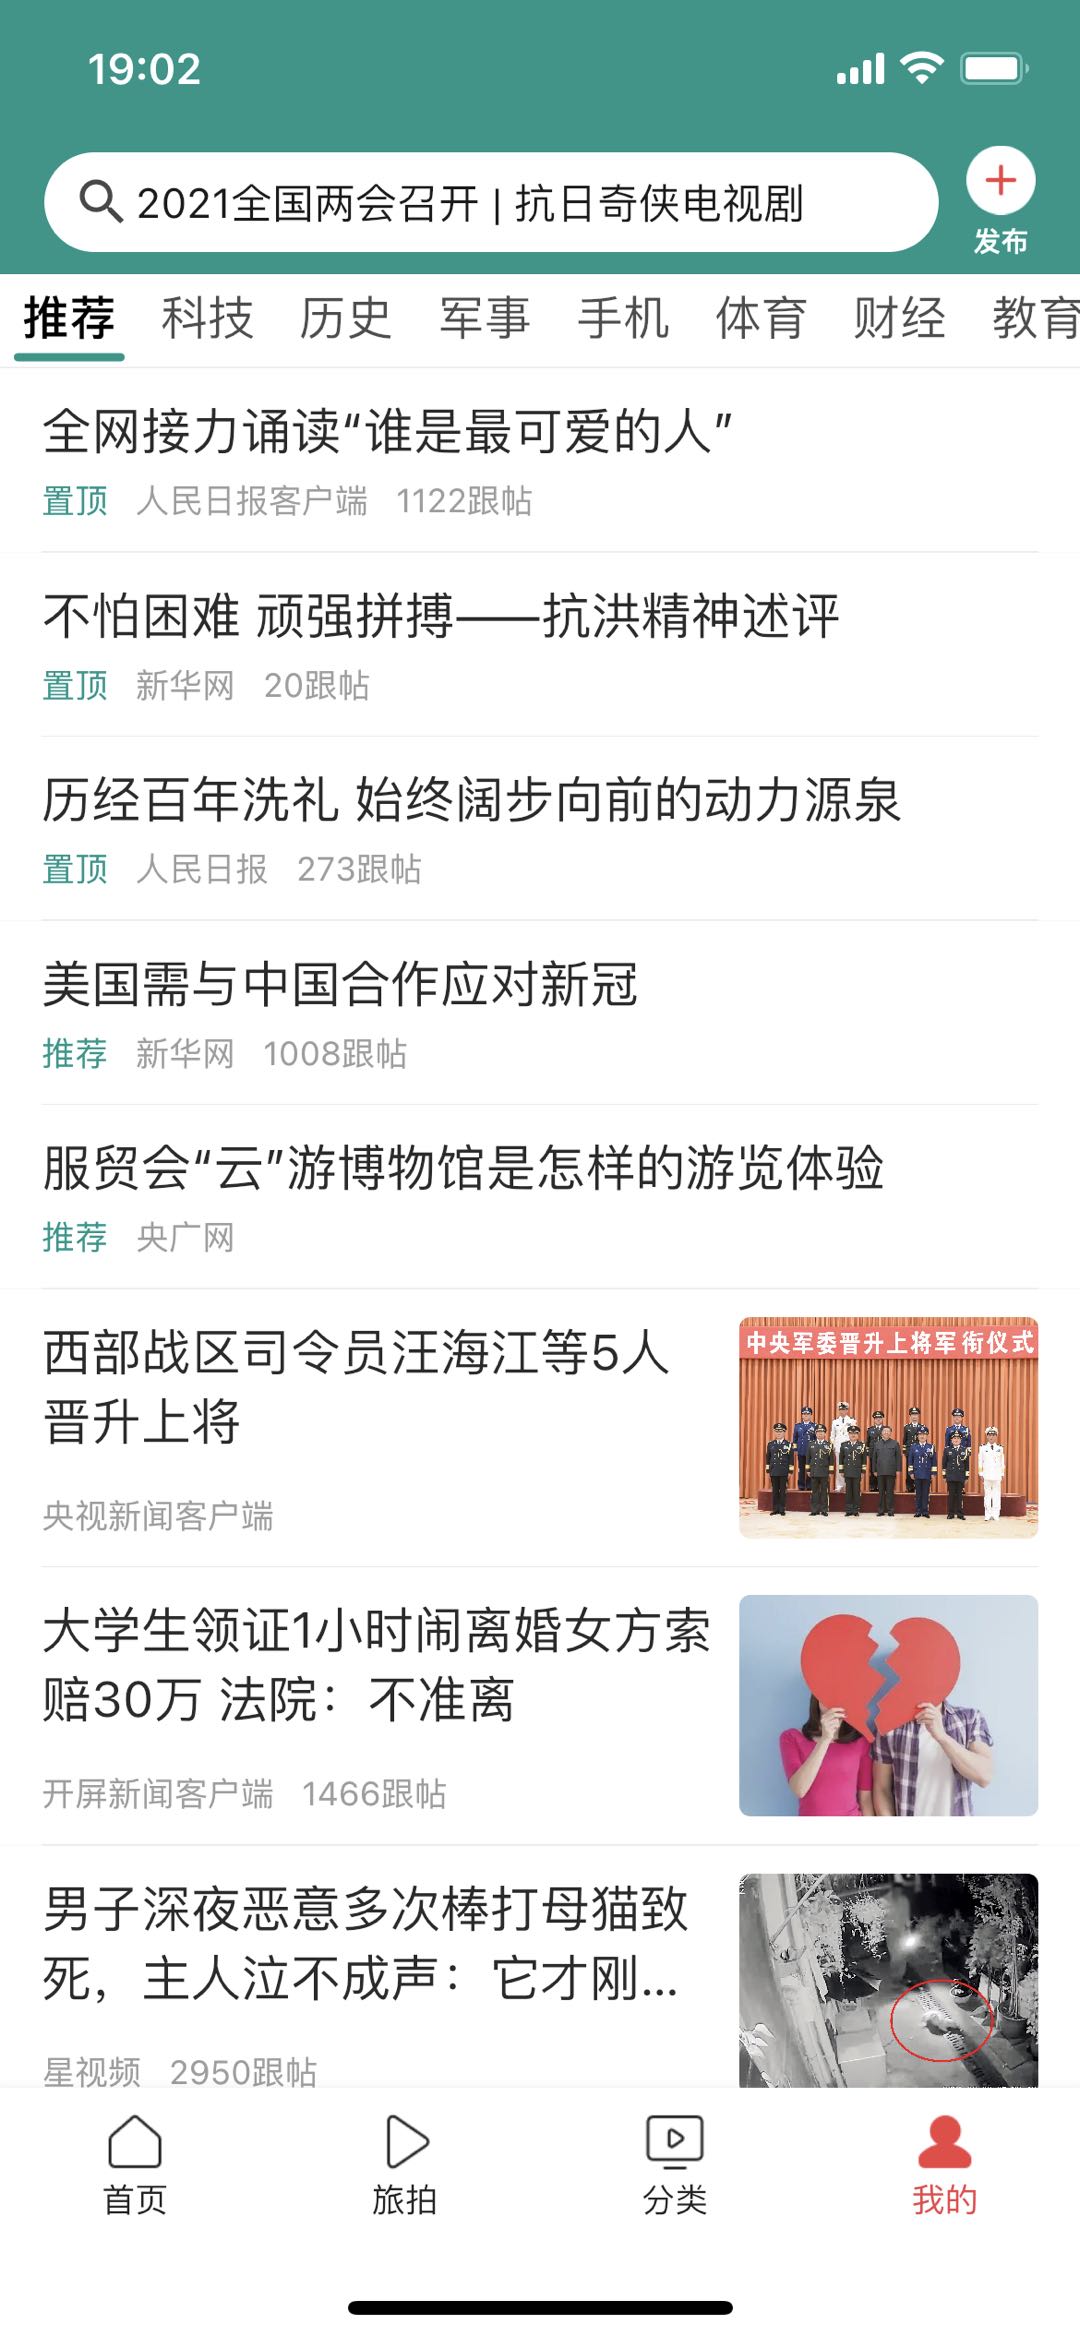 19:02
2021全国两会召开 | 抗日奇侠电视剧
发布
推荐 科技 历史 军事 手机 体育 财经 教育
全网接力诵读“谁是最可爱的人”
置顶 人民日报客户端 1122跟帖
不怕困难 顽强拼搏——抗洪精神述评
置顶 新华网 20跟帖
历经百年洗礼 始终阔步向前的动力源泉
置顶 人民日报 273跟帖
美国需与中国合作应对新冠
推荐 新华网 1008跟帖
服贸会“云”游博物馆是怎样的游览体验
推荐 央广网
西部战区司令员汪海江等5人
晋升上将
央视新闻客户端
中央军委晋升上将军衔仪式
大学生领证1小时闹离婚女方索
赔30万 法院：不准离
开屏新闻客户端 1466跟帖
男子深夜恶意多次棒打母猫致
死，主人泣不成声：它才刚...
星视频 2950跟帖
首页 旅拍 分类 我的